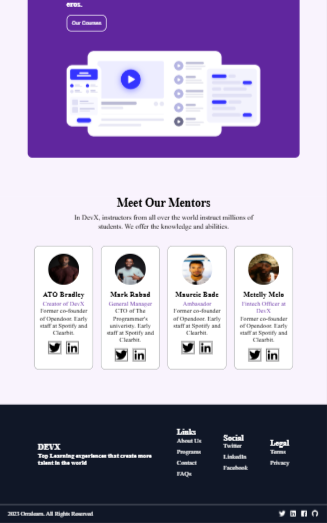 eros.
Our Courses
Meet Our Mentors
In DevX, instructors from all over the world instruct millions of
students. We offer the knowledge and abilities.
ATO Bradley
Creator of DevX
Former co-founder
of Opendoor. Early
staff at Spotify and
Clearbit.
Mark Rabad
General Manager
CTO of The
Programmer's
university. Early
staff at Spotify and
Clearbit.
Maureie Bade
Ambassador
Former co-founder
of Opendoor. Early
staff at Spotify and
Clearbit.
Metelly Melo
Fintech Officer at
DevX
Former co-founder
of Opendoor. Early
staff at Spotify and
Clearbit.
DEVX
Top Learning experiences that create more
talent in the world
Links
About Us
Programs
Contact
FAQs
Social
Twitter
LinkedIn
Facebook
Legal
Terms
Privacy
2023 Omnlearn. All Rights Reserved